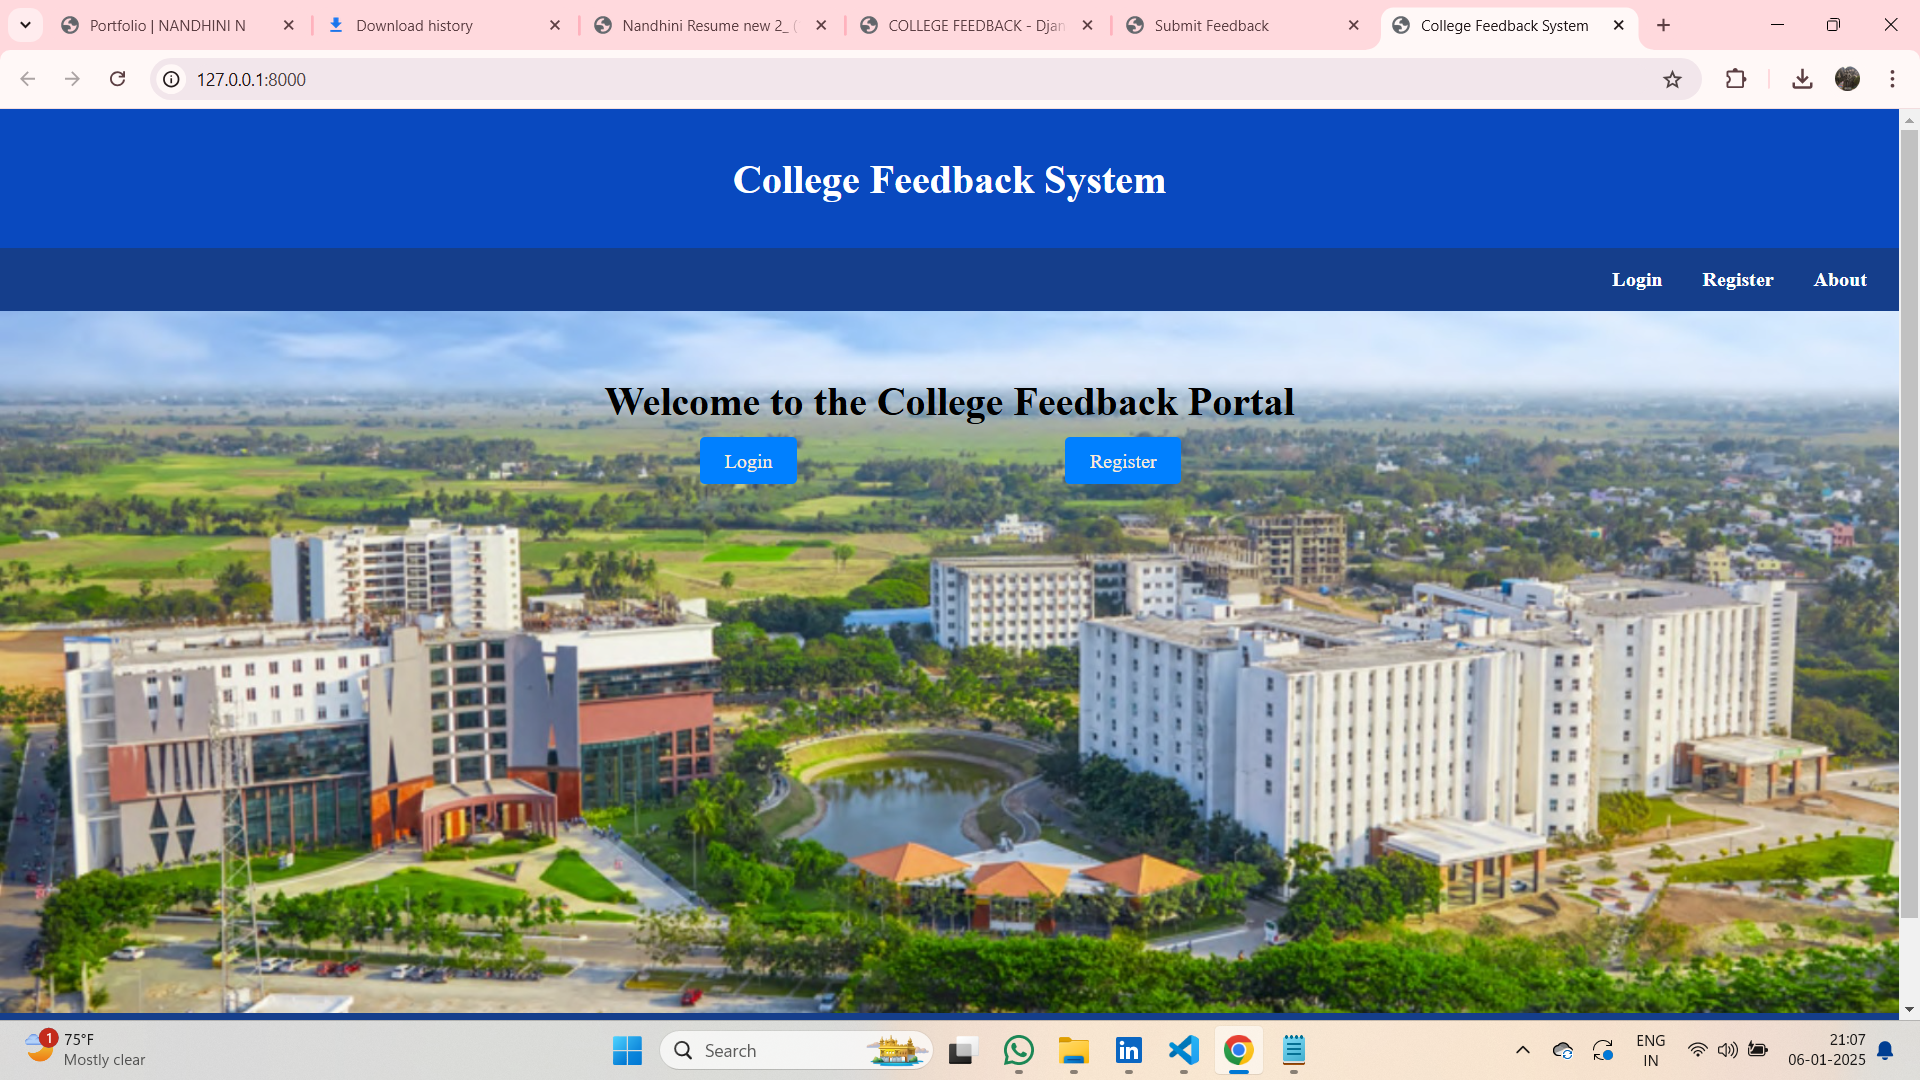 Portfolio | NANDHINI N
Download history
Nandhini Resume new 2_ (
COLLEGE FEEDBACK - Djan
Submit Feedback
College Feedback System
127.0.0.1:8000
College Feedback System
Login
Register
About
Welcome to the College Feedback Portal
Login
Register
1
75°F
Mostly clear
Search
ENG
IN
21:07
06-01-2025